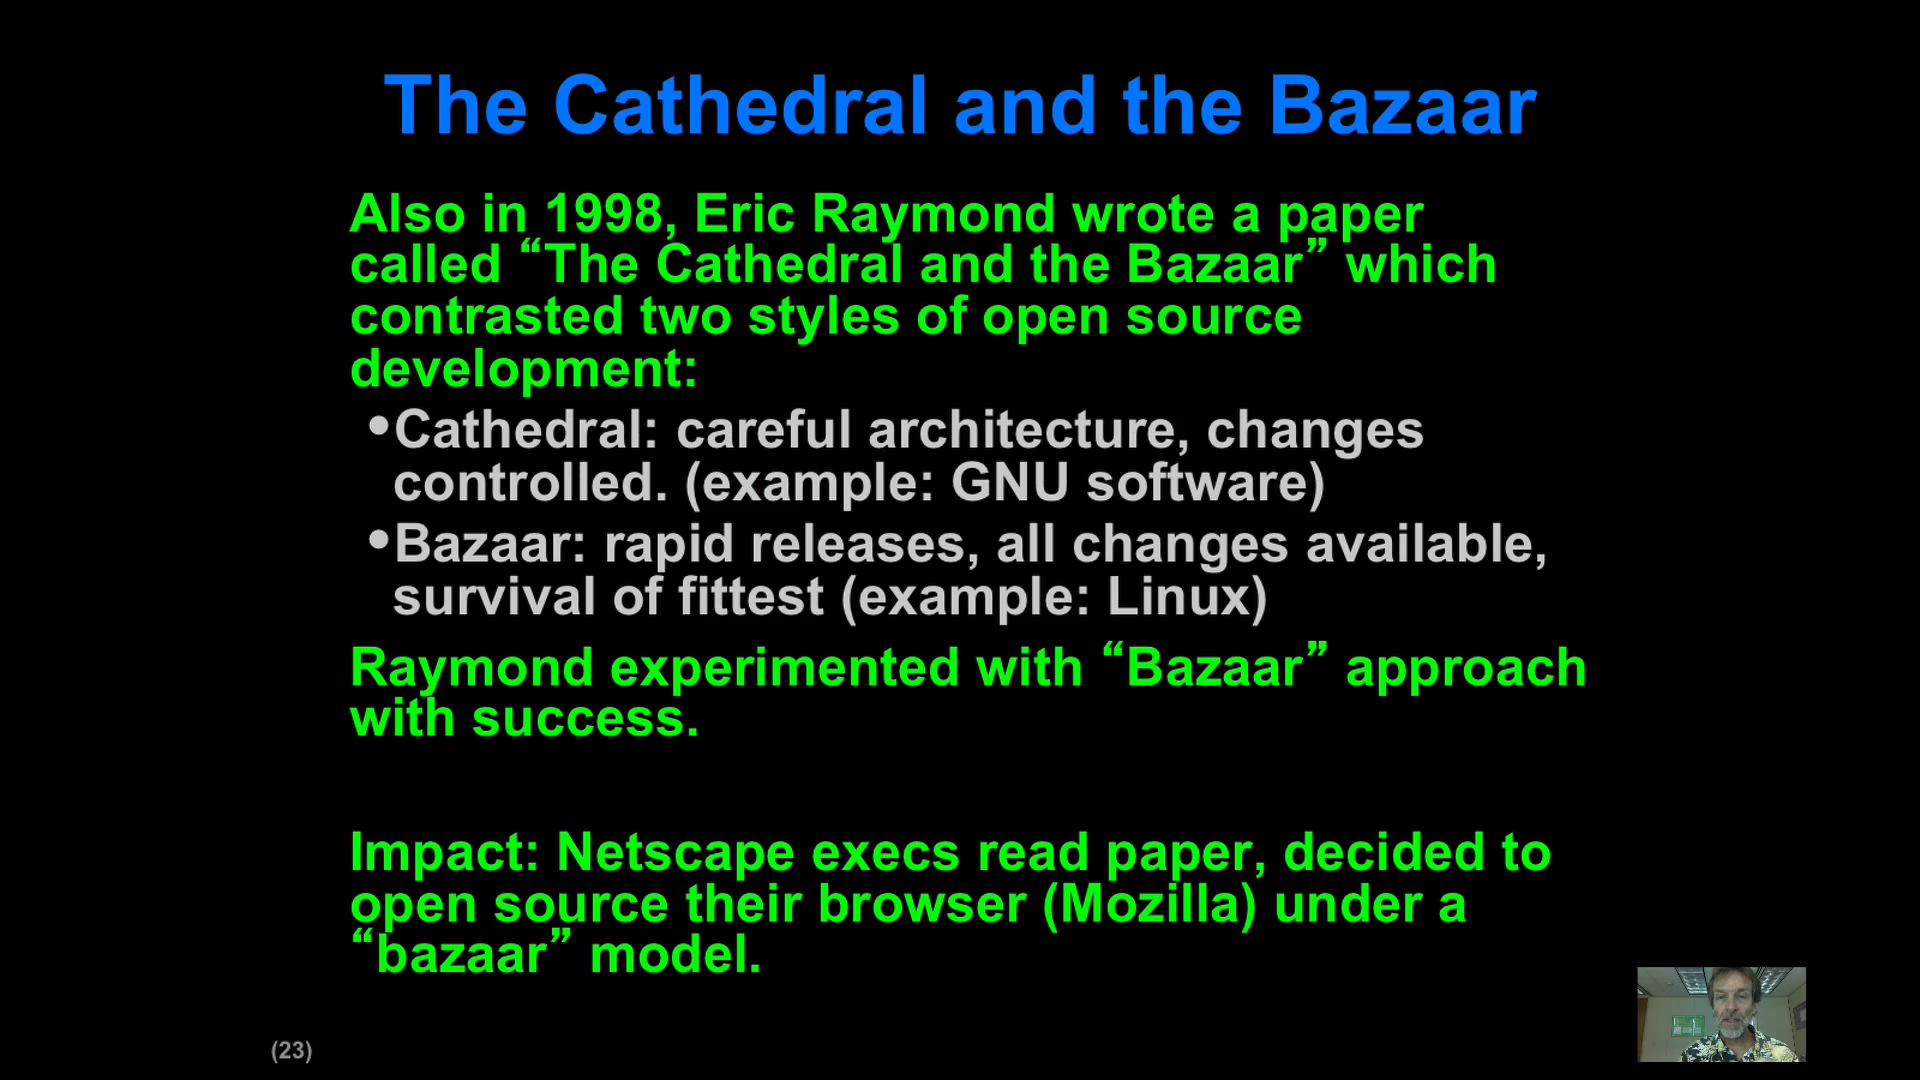 The Cathedral and the Bazaar
Also in 1998, Eric Raymond wrote a paper
called “The Cathedral and the Bazaar” which
contrasted two styles of open source
development:
•Cathedral: careful architecture, changes
controlled. (example: GNU software)
•Bazaar: rapid releases, all changes available,
survival of fittest (example: Linux)
Raymond experimented with “Bazaar” approach
with success.
Impact: Netscape execs read paper, decided to
open source their browser (Mozilla) under a
“bazaar” model.
(23)